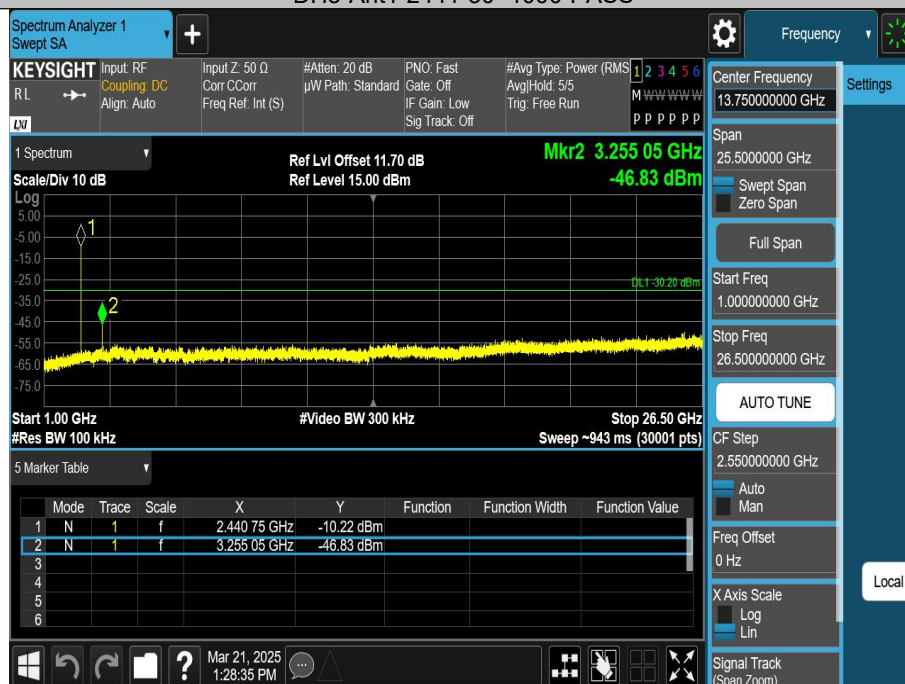 Spectrum Analyzer 1
Swept SA
Frequency
KEYSIGHT
RL
LXI
Input: RF
Coupling: DC
Align: Auto
Input Z: 50 Ω
Corr CCorr
Freq Ref: Int (S)
#Atten: 20 dB
µW Path: Standard
PNO: Fast
Gate: Off
IF Gain: Low
Sig Track: Off
#Avg Type: Power (RMS
Avg|Hold: 5/5
Trig: Free Run
1 2 3 4 5 6
M W W W W W
P P P P P P
1 Spectrum
Scale/Div 10 dB
Ref Lvl Offset 11.70 dB
Ref Level 15.00 dBm
Mkr2 3.255 05 GHz
-46.83 dBm
Log
5.00
-5.00
-15.0
-25.0
-35.0
-45.0
-55.0
-65.0
-75.0
1
2
DL1 -30.20 dBm
Start 1.00 GHz
#Video BW 300 kHz
Stop 26.50 GHz
#Res BW 100 kHz
Sweep ~943 ms (30001 pts)
5 Marker Table
Mode Trace Scale X Y Function Function Width Function Value
1 N 1 f 2.440 75 GHz -10.22 dBm
2 N 1 f 3.255 05 GHz -46.83 dBm
3
4
5
6
Mar 21, 2025
1:28:35 PM
Center Frequency
13.750000000 GHz
Settings
Span
25.5000000 GHz
Swept Span
Zero Span
Full Span
Start Freq
1.000000000 GHz
Stop Freq
26.500000000 GHz
AUTO TUNE
CF Step
2.550000000 GHz
Auto
Man
Freq Offset
0 Hz
Local
X Axis Scale
Log
Lin
Signal Track
(Span Zoom)